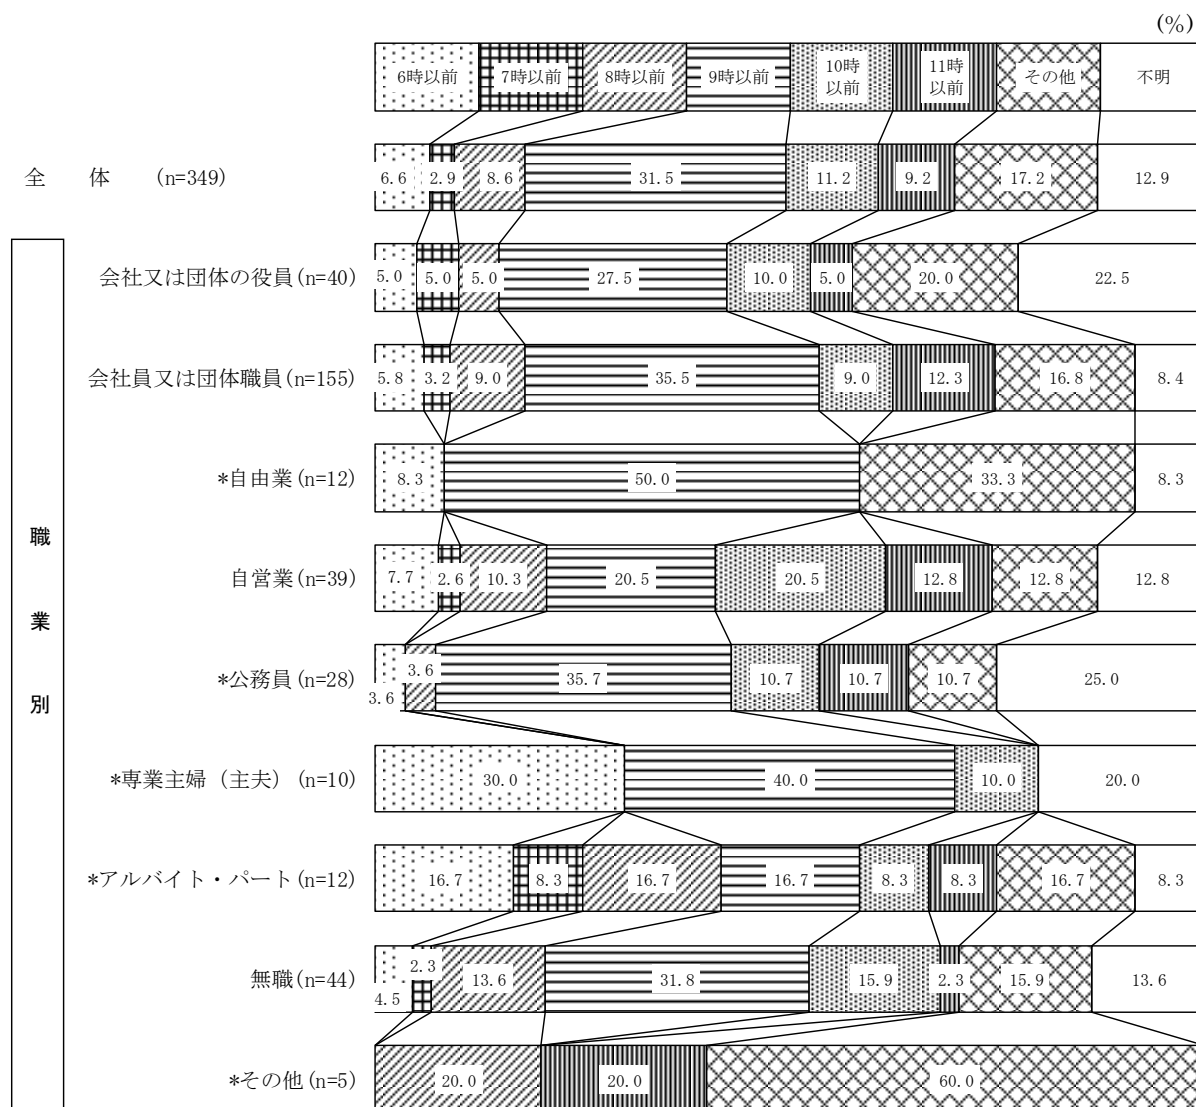 (%)
6時以前 7時以前 8時以前 9時以前 10時以前 11時以前 その他 不明
全 体 (n=349) 6.6 2.9 8.6 31.5 11.2 9.2 17.2 12.9
職業別
会社又は団体の役員(n=40) 5.0 5.0 5.0 27.5 10.0 5.0 20.0 22.5
会社員又は団体職員(n=155) 5.8 3.2 9.0 35.5 9.0 12.3 16.8 8.4
*自由業(n=12) 8.3 50.0 33.3 8.3
自営業(n=39) 7.7 2.6 10.3 20.5 20.5 12.8 12.8 12.8
*公務員(n=28) 3.6 3.6 35.7 10.7 10.7 10.7 25.0
*専業主婦（主夫）(n=10) 30.0 40.0 10.0 20.0
*アルバイト・パート(n=12) 16.7 8.3 16.7 16.7 8.3 8.3 16.7 8.3
無職(n=44) 4.5 2.3 13.6 31.8 15.9 2.3 15.9 13.6
*その他(n=5) 20.0 20.0 60.0